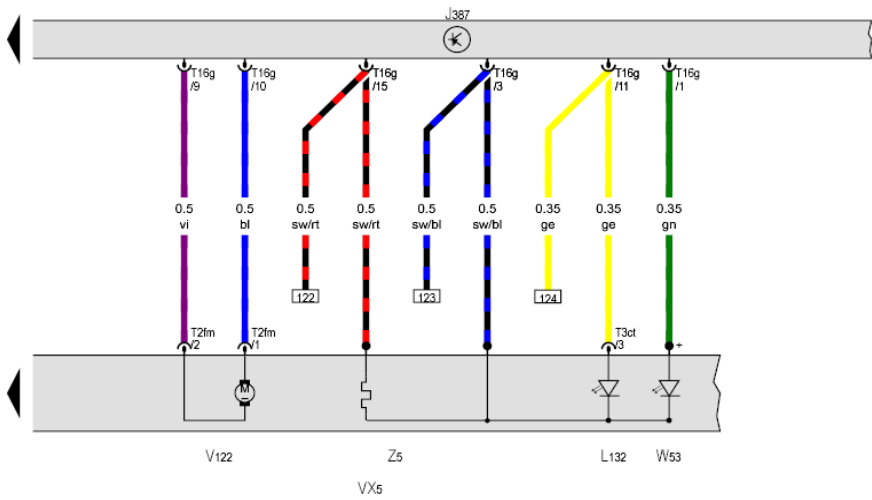 J387
T16g
/9
T16g
/10
T16g
/15
T16g
/3
T16g
/11
T16g
/1
0.5
vi
0.5
bl
0.5
sw/rt
0.5
sw/rt
0.5
sw/bl
0.5
sw/bl
0.35
ge
0.35
ge
0.35
gn
122
123
124
T2fm
/2
T2fm
/1
T3ct
/3
+
M
V122
Z5
L132
W53
VX5